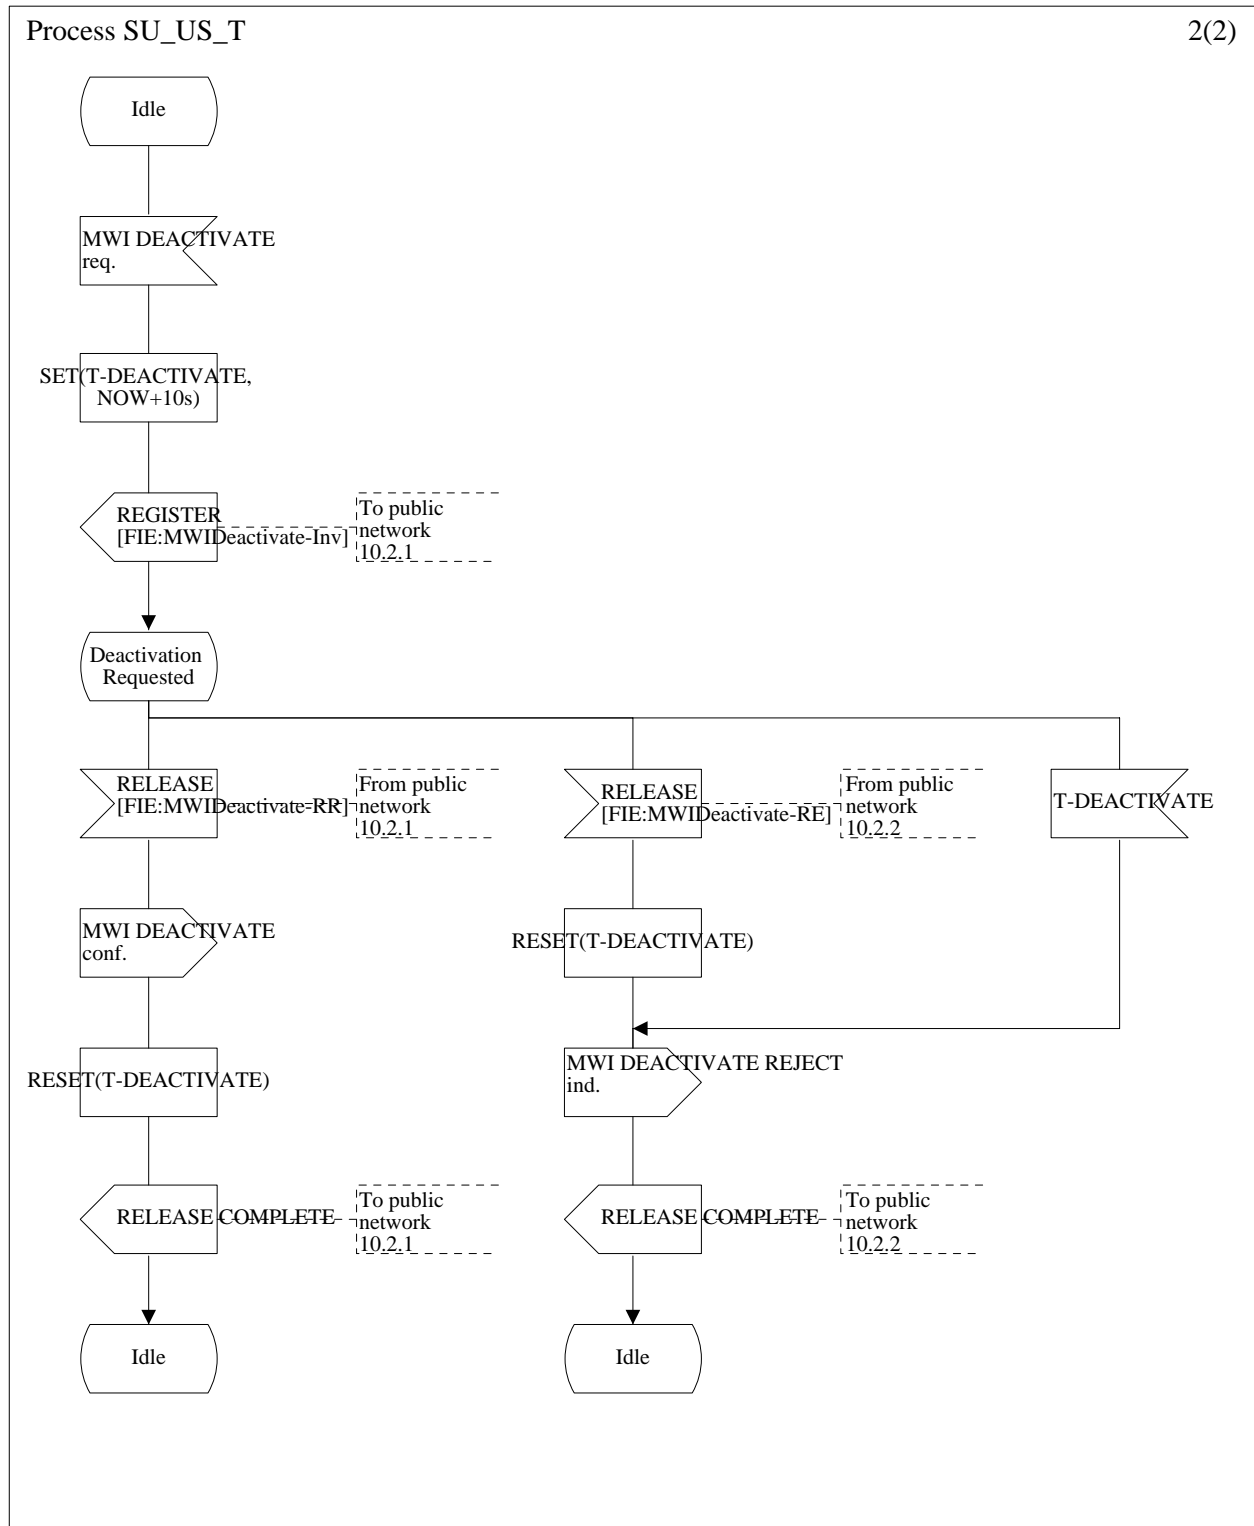 Process SU_US_T
2(2)
Idle
MWI DEACTIVATE
req.
SET(T-DEACTIVATE,
NOW+10s)
REGISTER
[FIE:MWIDeactivate-Inv]
To public
network
10.2.1
Deactivation
Requested
RELEASE
[FIE:MWIDeactivate-RR]
From public
network
10.2.1
RELEASE
[FIE:MWIDeactivate-RE]
From public
network
10.2.2
T-DEACTIVATE
MWI DEACTIVATE
conf.
RESET(T-DEACTIVATE)
RESET(T-DEACTIVATE)
MWI DEACTIVATE REJECT
ind.
RELEASE COMPLETE
To public
network
10.2.1
RELEASE COMPLETE
To public
network
10.2.2
Idle
Idle